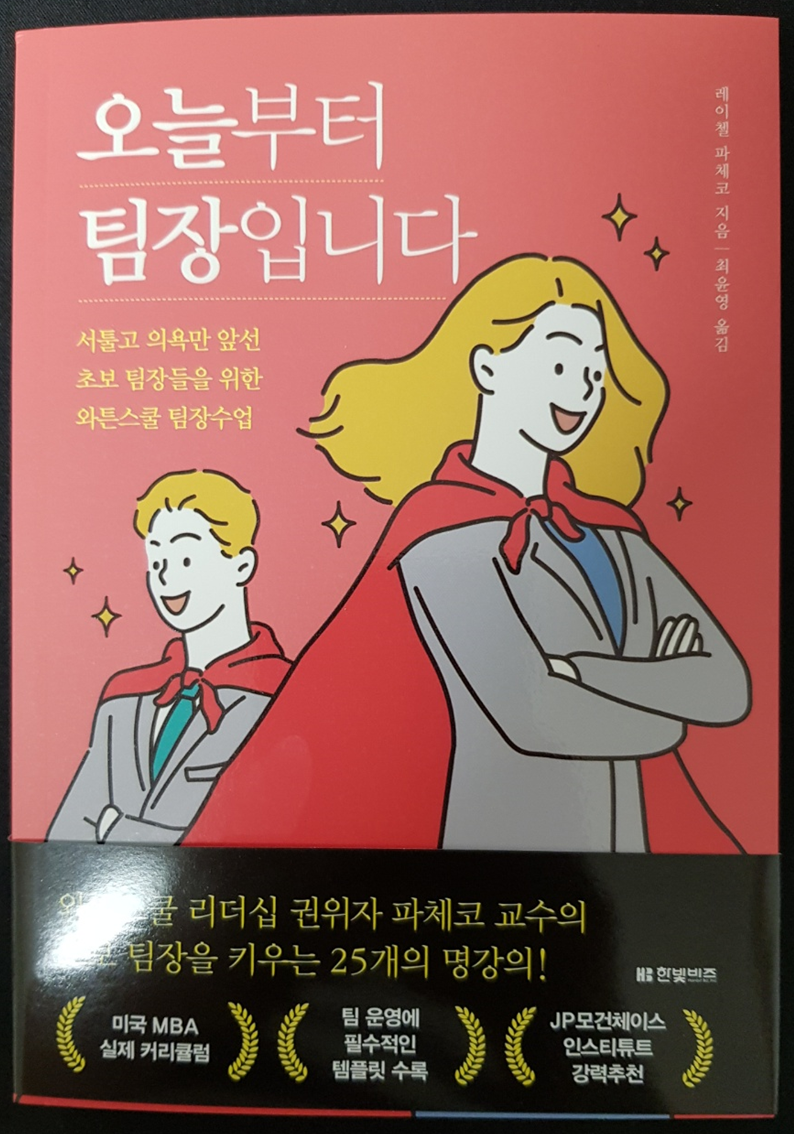 오늘부터
팀장입니다
레이첼 파체코 지음 | 최윤영 옮김
서툴고 의욕만 앞선
초보 팀장들을 위한
와튼스쿨 팀장수업
리더십 권위자 파체코 교수의
팀장을 키우는 25개의 명강의!
HB 한빛비즈
미국 MBA
실제 커리큘럼
팀 운영에
필수적인
템플릿 수록
JP모건체이스
인스티튜트
강력추천